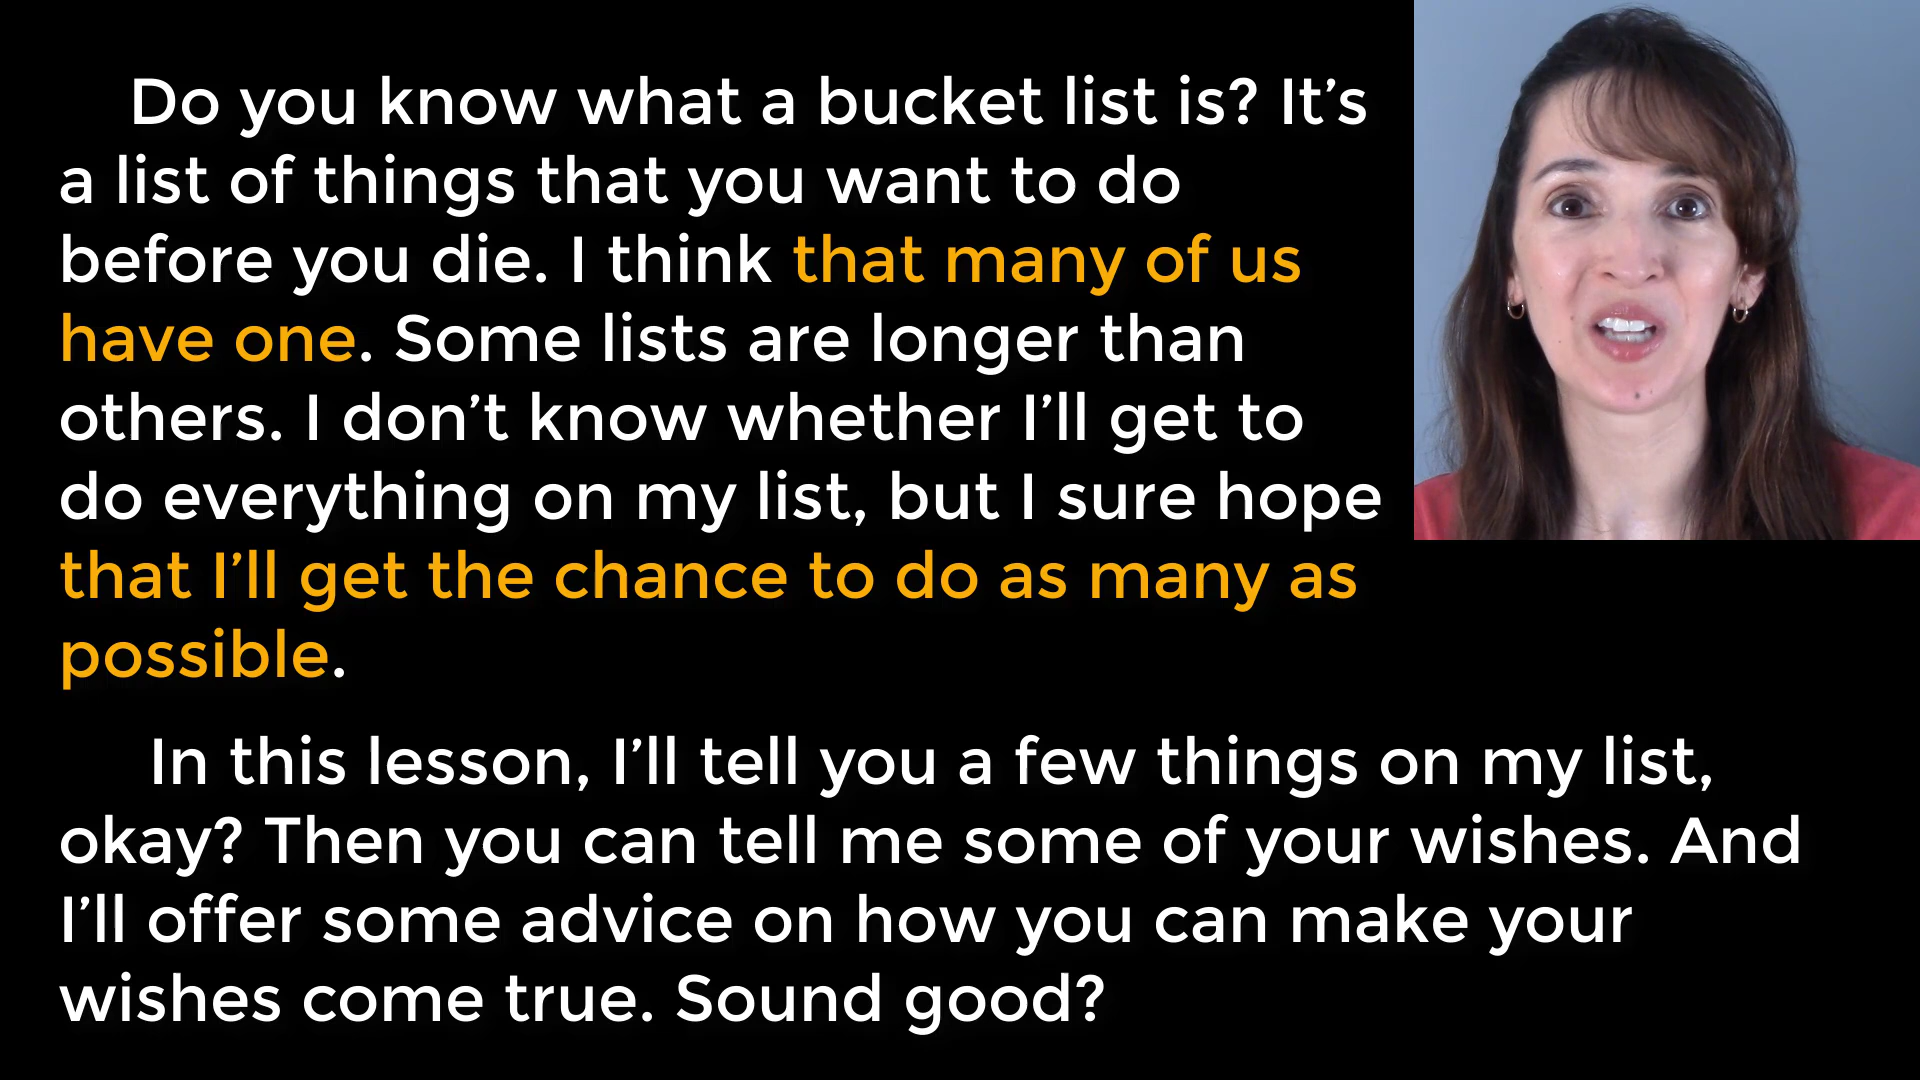 Do you know what a bucket list is? It’s
a list of things that you want to do
before you die. I think that many of us
have one. Some lists are longer than
others. I don’t know whether I’ll get to
do everything on my list, but I sure hope
that I’ll get the chance to do as many as
possible.
In this lesson, I’ll tell you a few things on my list,
okay? Then you can tell me some of your wishes. And
I’ll offer some advice on how you can make your
wishes come true. Sound good?